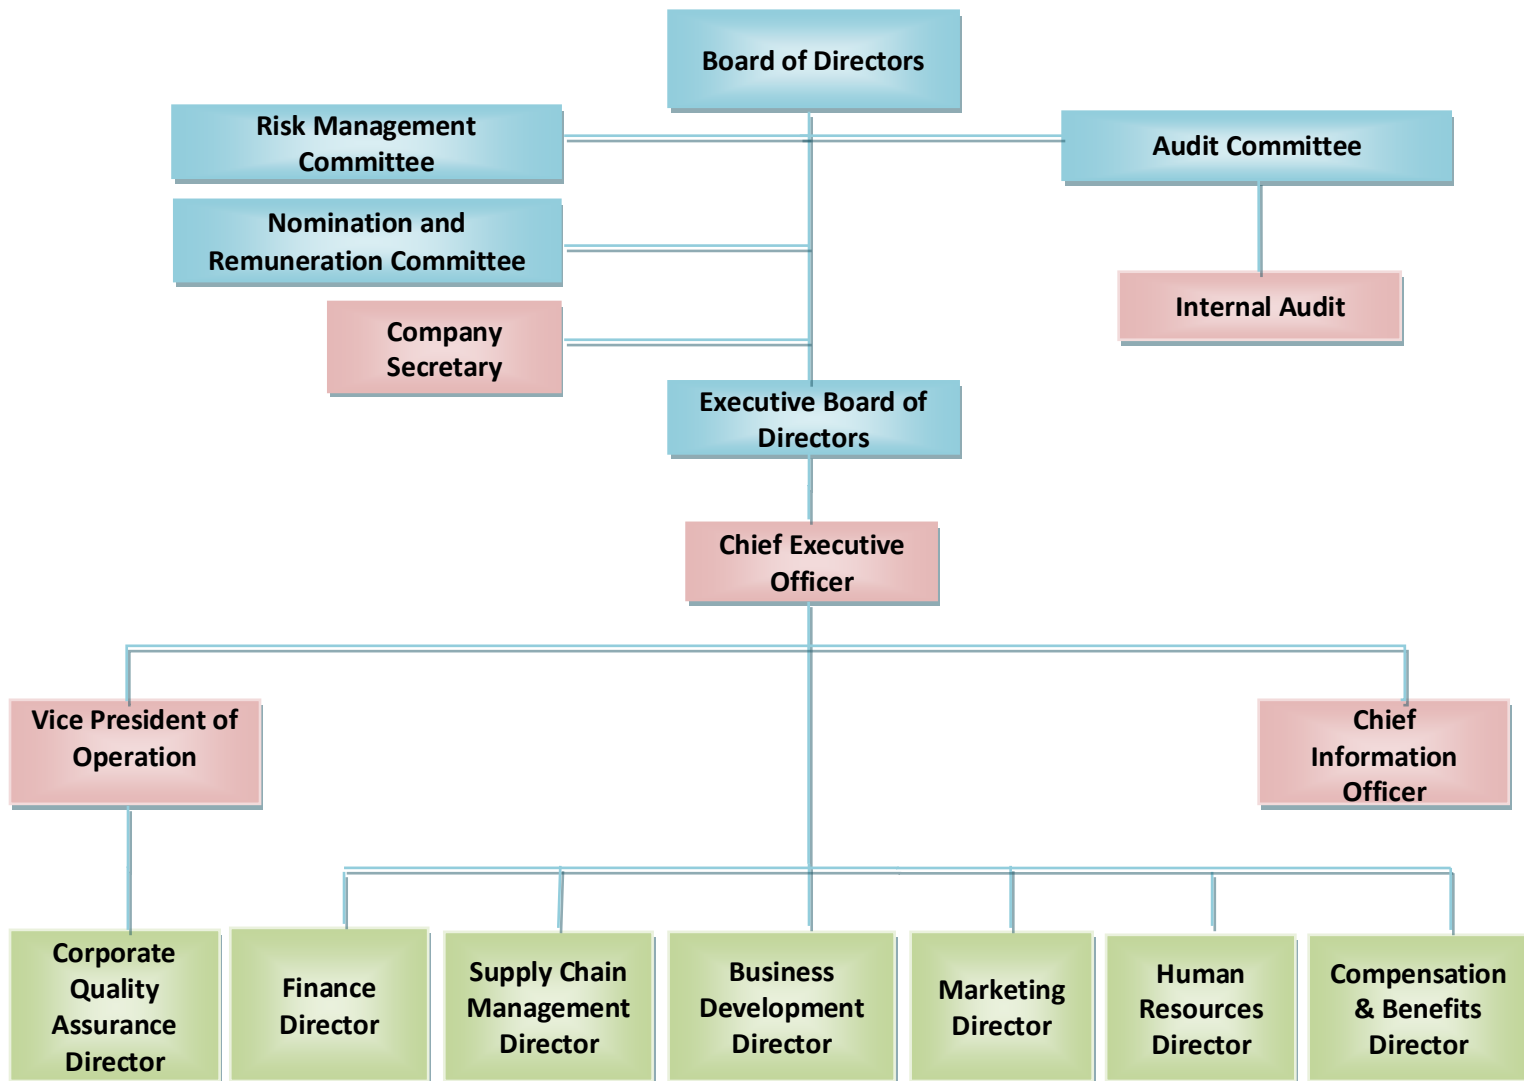 Board of Directors
Risk Management
Committee
Audit Committee
Nomination and
Remuneration Committee
Internal Audit
Company
Secretary
Executive Board of
Directors
Chief Executive
Officer
Vice President of
Operation
Chief
Information
Officer
Corporate
Quality
Assurance
Director
Finance
Director
Supply Chain
Management
Director
Business
Development
Director
Marketing
Director
Human
Resources
Director
Compensation
& Benefits
Director